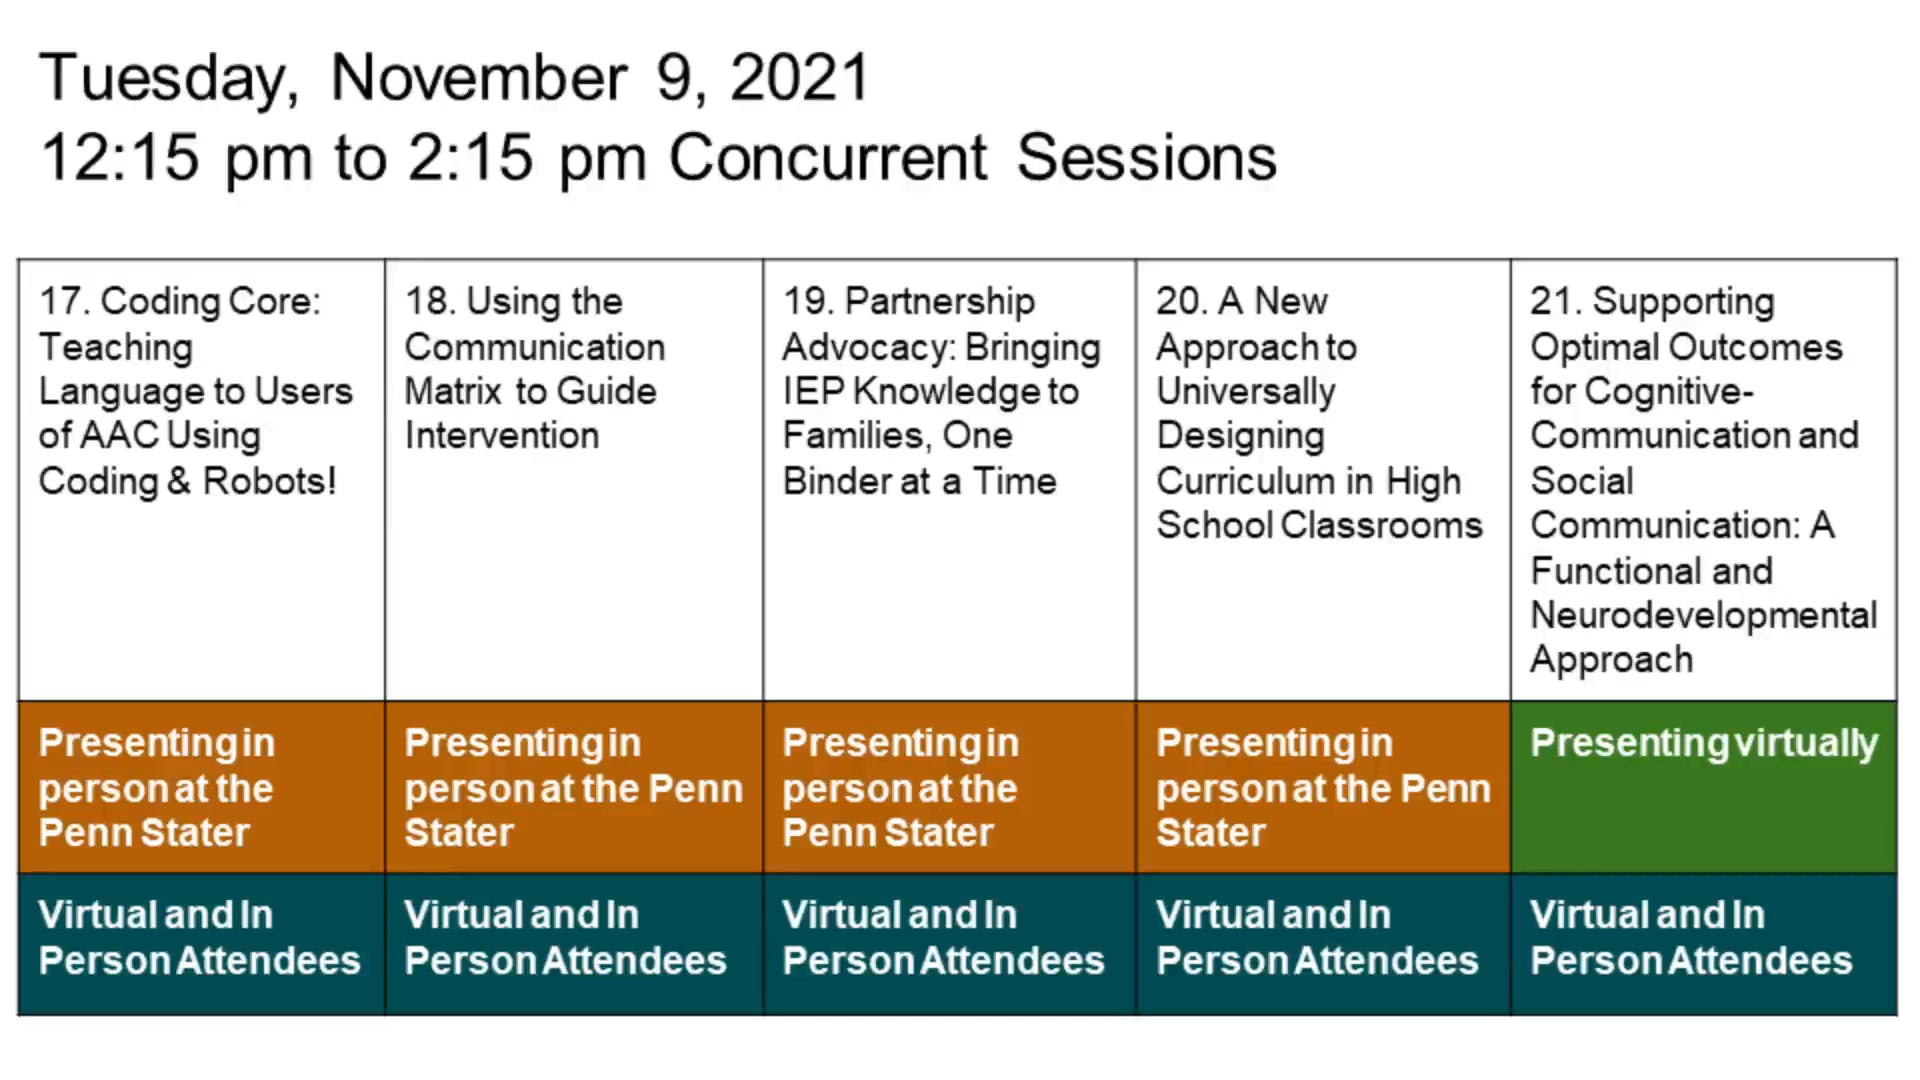 Tuesday, November 9, 2021
12:15 pm to 2:15 pm Concurrent Sessions
17. Coding Core:
Teaching
Language to Users
of AAC Using
Coding & Robots!
18. Using the
Communication
Matrix to Guide
Intervention
19. Partnership
Advocacy: Bringing
IEP Knowledge to
Families, One
Binder at a Time
20. A New
Approach to
Universally
Designing
Curriculum in High
School Classrooms
21. Supporting
Optimal Outcomes
for Cognitive-
Communication and
Social
Communication: A
Functional and
Neurodevelopmental
Approach
Presenting in
person at the
Penn Stater
Presenting in
person at the Penn
Stater
Presenting in
person at the
Penn Stater
Presenting in
person at the Penn
Stater
Presenting virtually
Virtual and In
Person Attendees
Virtual and In
Person Attendees
Virtual and In
Person Attendees
Virtual and In
Person Attendees
Virtual and In
Person Attendees